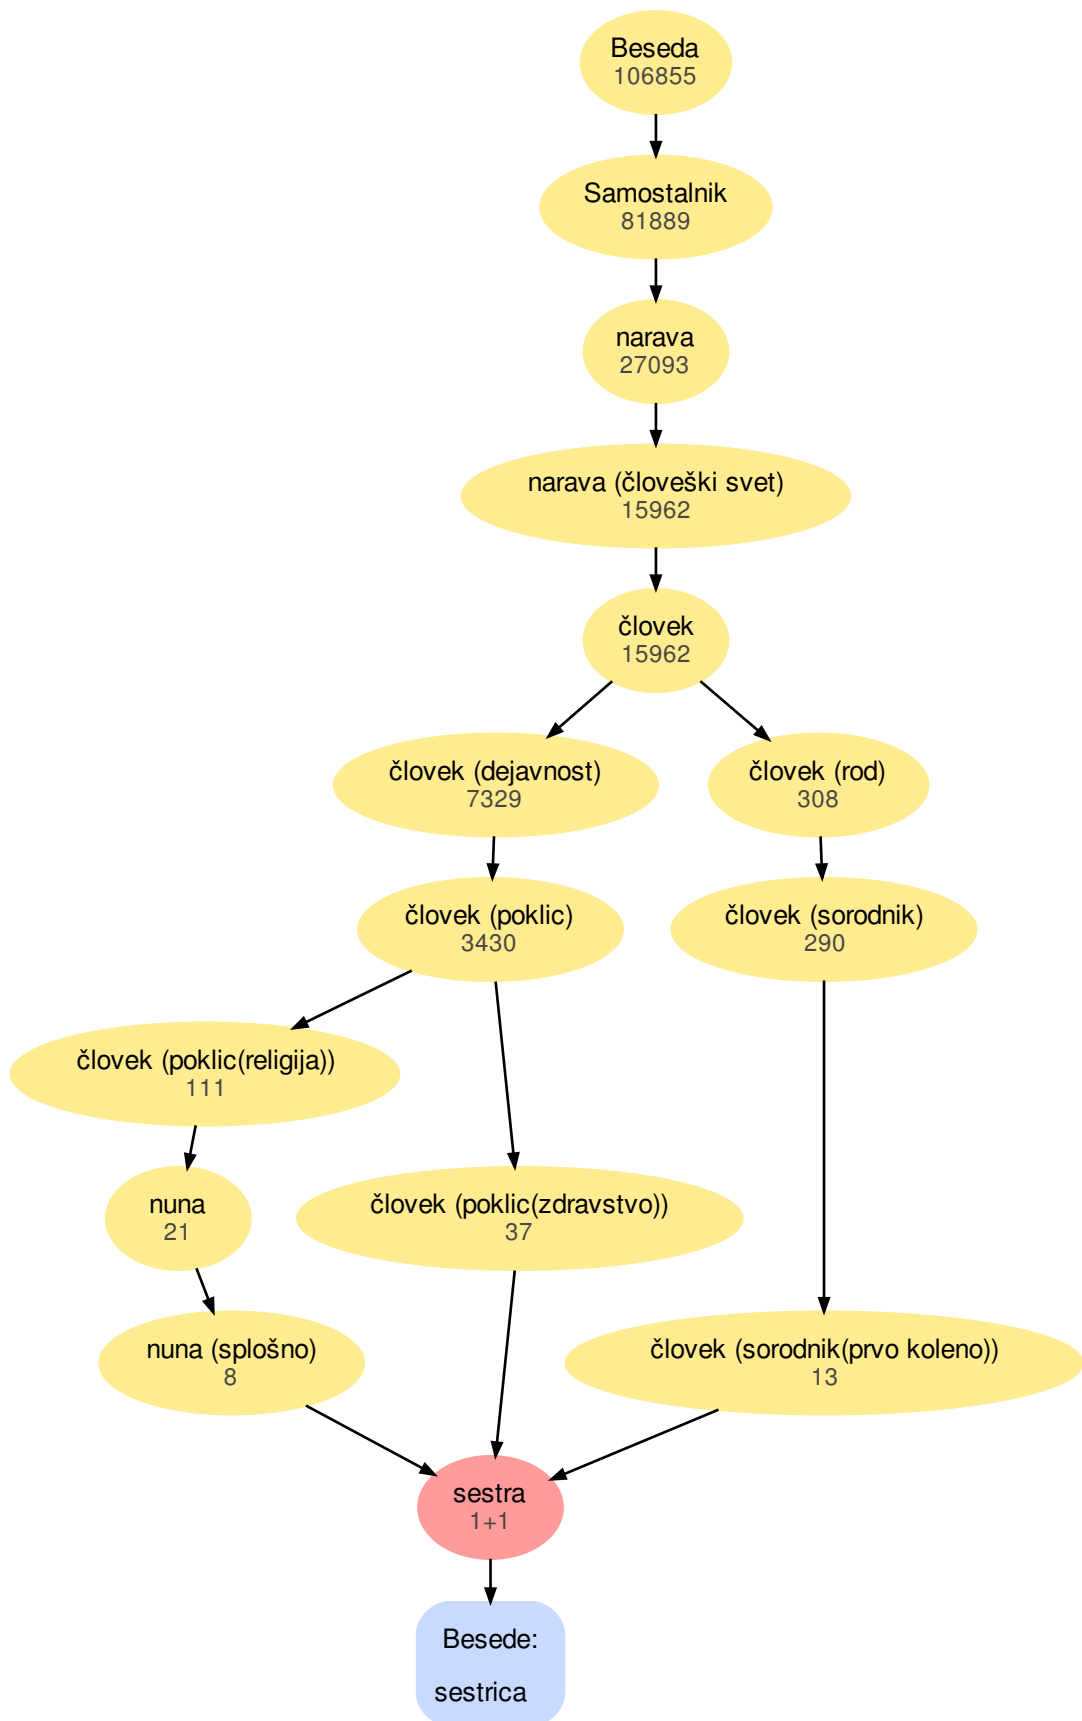 Beseda
106855
Samostalnik
81889
narava
27093
narava (človeški svet)
15962
človek
15962
človek (dejavnost)
7329
človek (rod)
308
človek (poklic)
3430
človek (sorodnik)
290
človek (poklic(religija))
111
nuna
21
človek (poklic(zdravstvo))
37
nuna (splošno)
8
človek (sorodnik(prvo koleno))
13
sestra
1+1
Besede:
sestrica